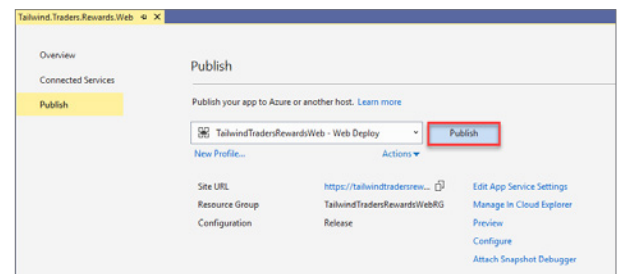 Tailwind.Traders.Rewards.Web
Overview
Connected Services
Publish
Publish
Publish your app to Azure or another host. Learn more
TailwindTradersRewardsWeb - Web Deploy
Publish
New Profile...
Actions
Site URL
https://tailwindtradersrew...
Edit App Service Settings
Resource Group
TailwindTradersRewardsWebRG
Manage In Cloud Explorer
Configuration
Release
Preview
Configure
Attach Snapshot Debugger